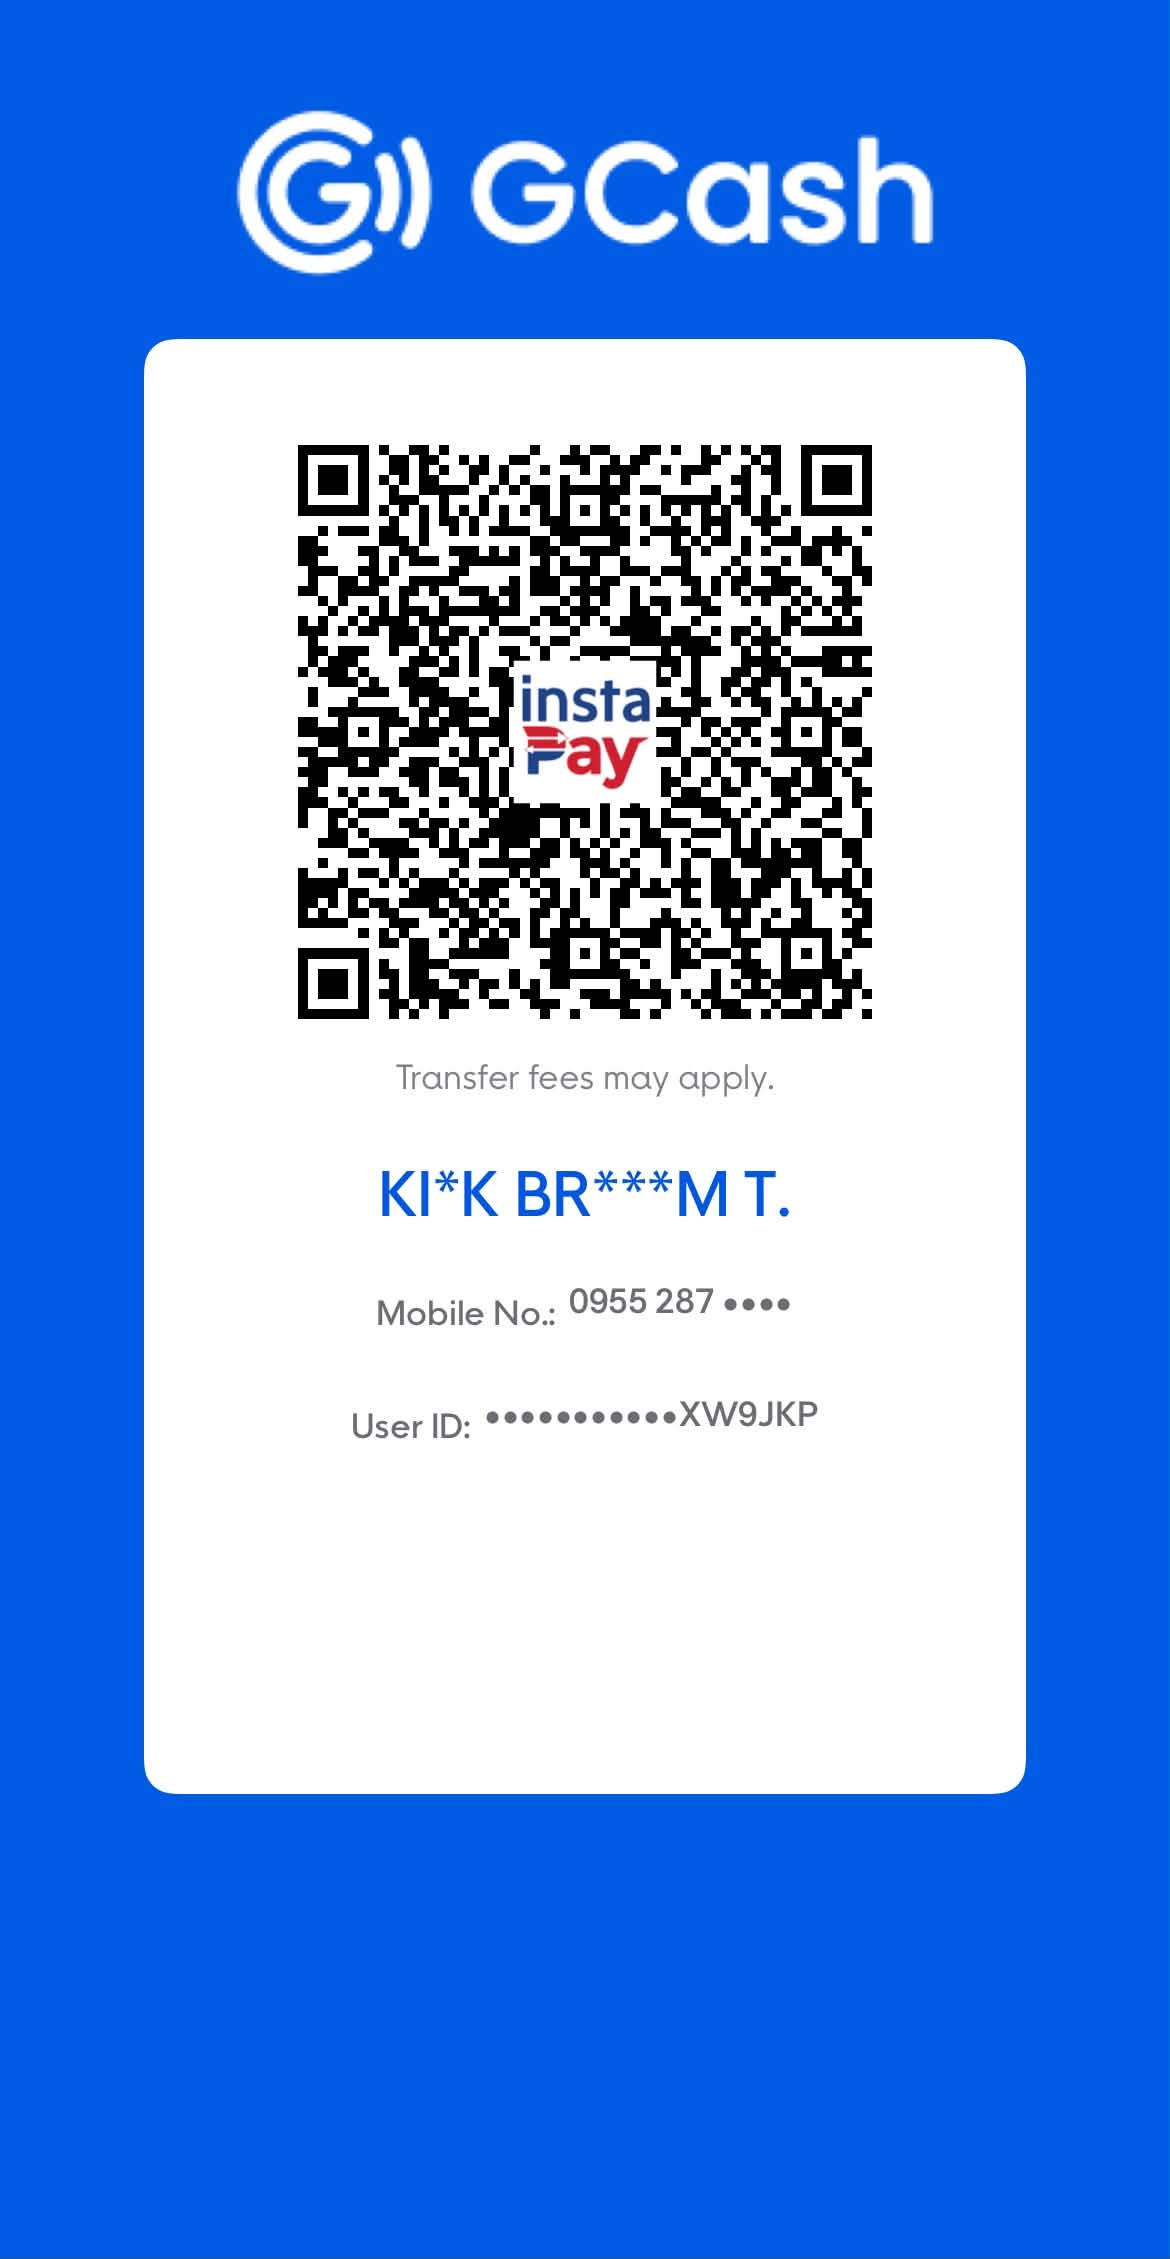 GCash
insta
Pay
Transfer fees may apply.
KI*K BR***M T.
Mobile No.: 0955 287 ••••
User ID: •••••••••••XW9JKP